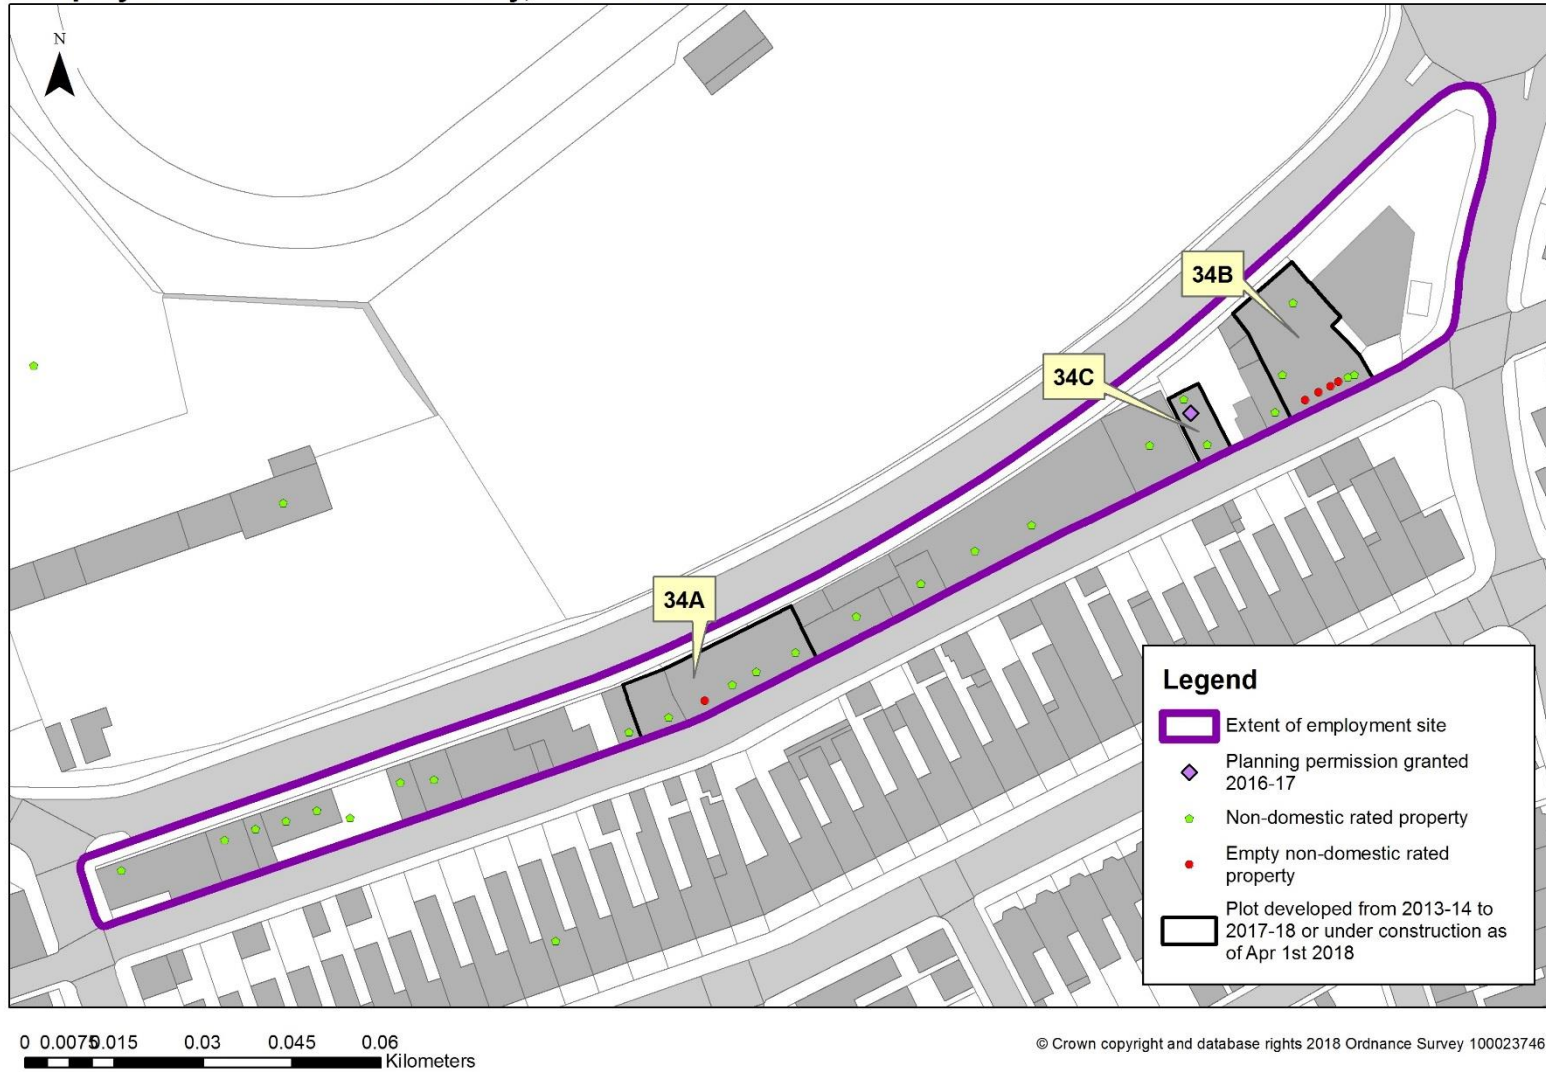 N
34B
34C
34A
Legend
Extent of employment site
Planning permission granted
2016-17
Non-domestic rated property
Empty non-domestic rated
property
Plot developed from 2013-14 to
2017-18 or under construction as
of Apr 1st 2018
0 0.0075 0.015 0.03 0.045 0.06
Kilometers
© Crown copyright and database rights 2018 Ordnance Survey 100023746